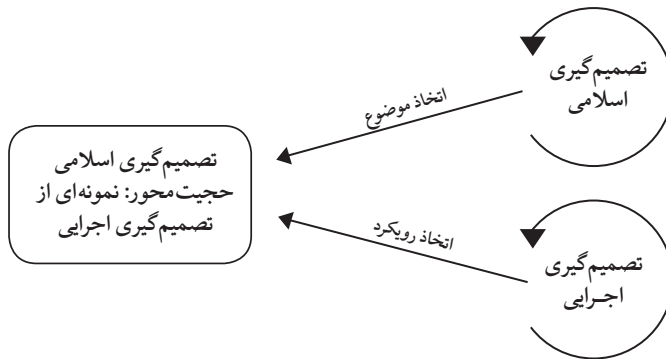 تصمیم‌گیری
اسلامی
اتخاذ موضوع
تصمیم‌گیری اسلامی
حجیت‌محور: نمونه‌ای از
تصمیم‌گیری اجرایی
اتخاذ رویکرد
تصمیم‌گیری
اجـرایی